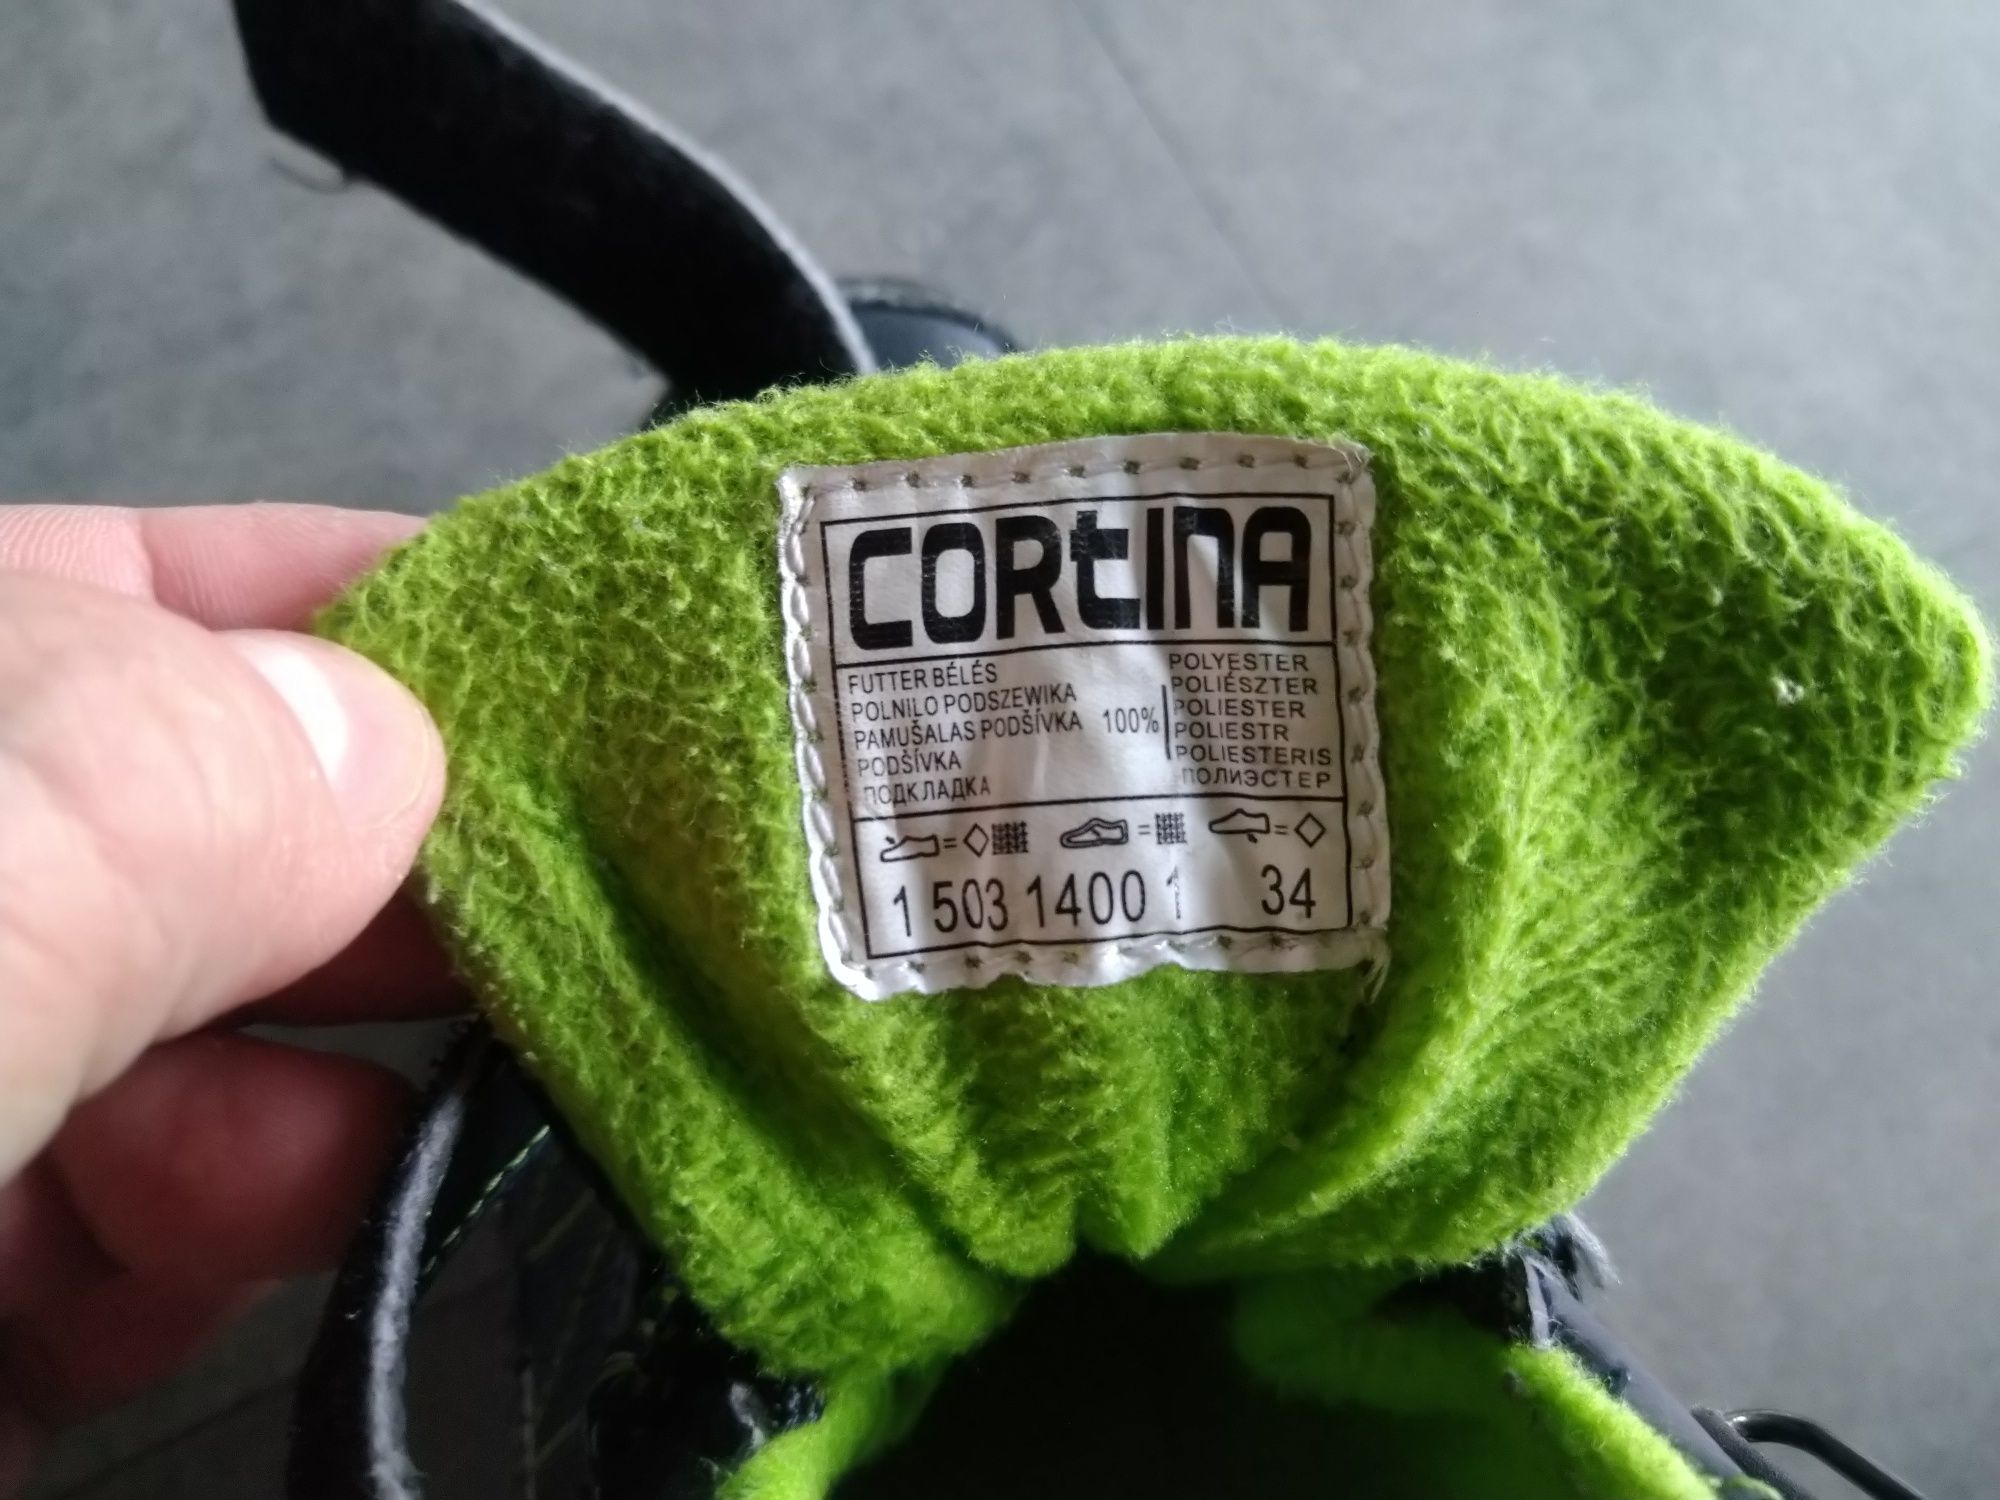 CORtINA
FUTTER BÉLÉS
POLNILO PODSZEWIKA
PAMUŠALAS PODŠÍVKA
PODŠÍVKA
ПОДКЛАДКА
100%
POLYESTER
POLIÉSZTER
POLIESTER
POLIESTR
POLIESTERIS
ПОЛИЭСТЕР
= =  =
1 503 1400 1 34